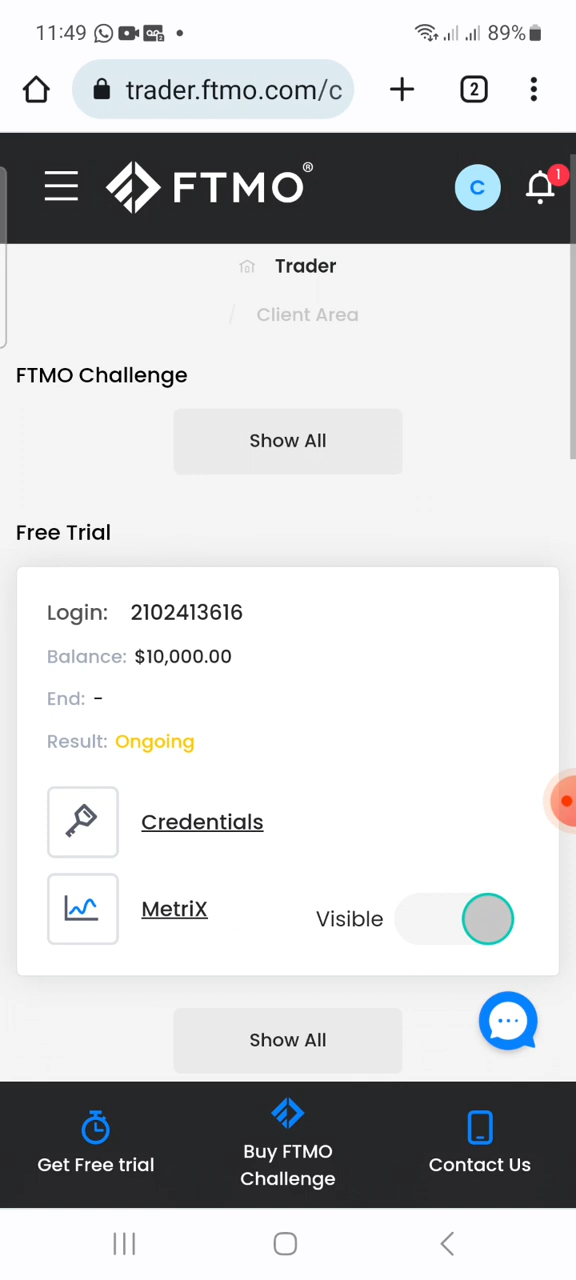 11:49 89%
trader.ftmo.com/c 2
FTMO® C 1
Trader
/ Client Area
FTMO Challenge
Show All
Free Trial
Login: 2102413616
Balance: $10,000.00
End: -
Result: Ongoing
Credentials
MetriX Visible
Show All
Get Free trial
Buy FTMO
Challenge
Contact Us